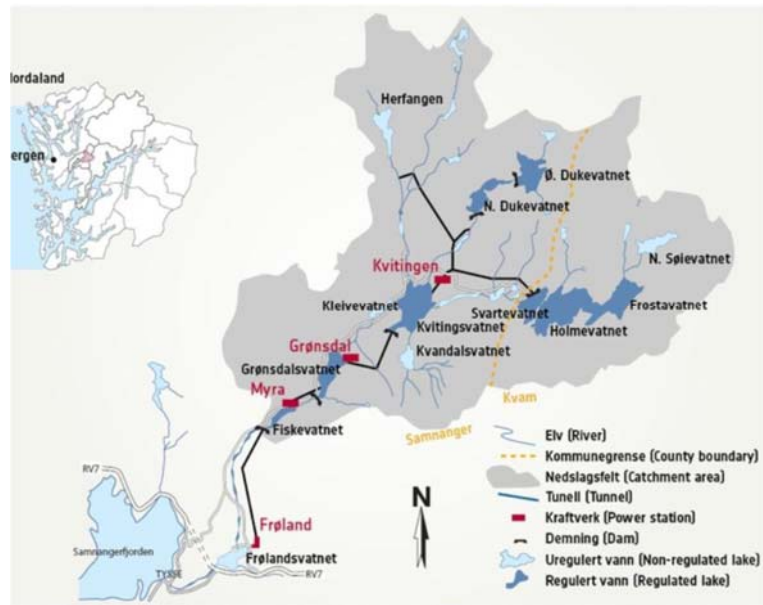 ordaland
ergen
Herfangen
Ø. Dukevatnet
N. Dukevatnet
Kvitingen
N. Sølevatnet
Kleivevatnet
Svartevatnet
Frostavatnet
Kvitingsvatnet
Holmevatnet
Grønsdal
Kvandalsvatnet
Grønsdalsvatnet
Myra
Kvam
Fiskevatnet
Samnanger
Elv (River)
Kommunegrense (County boundary)
RV7
Nedslagsfelt (Catchment area)
N
Tunell (Tunnel)
Kraftverk (Power station)
Frøland
Demning (Dam)
Samnangerfjorden
Frølandsvatnet
Uregulert vann (Non-regulated lake)
TYXSE
RV7
Regulert vann (Regulated lake)